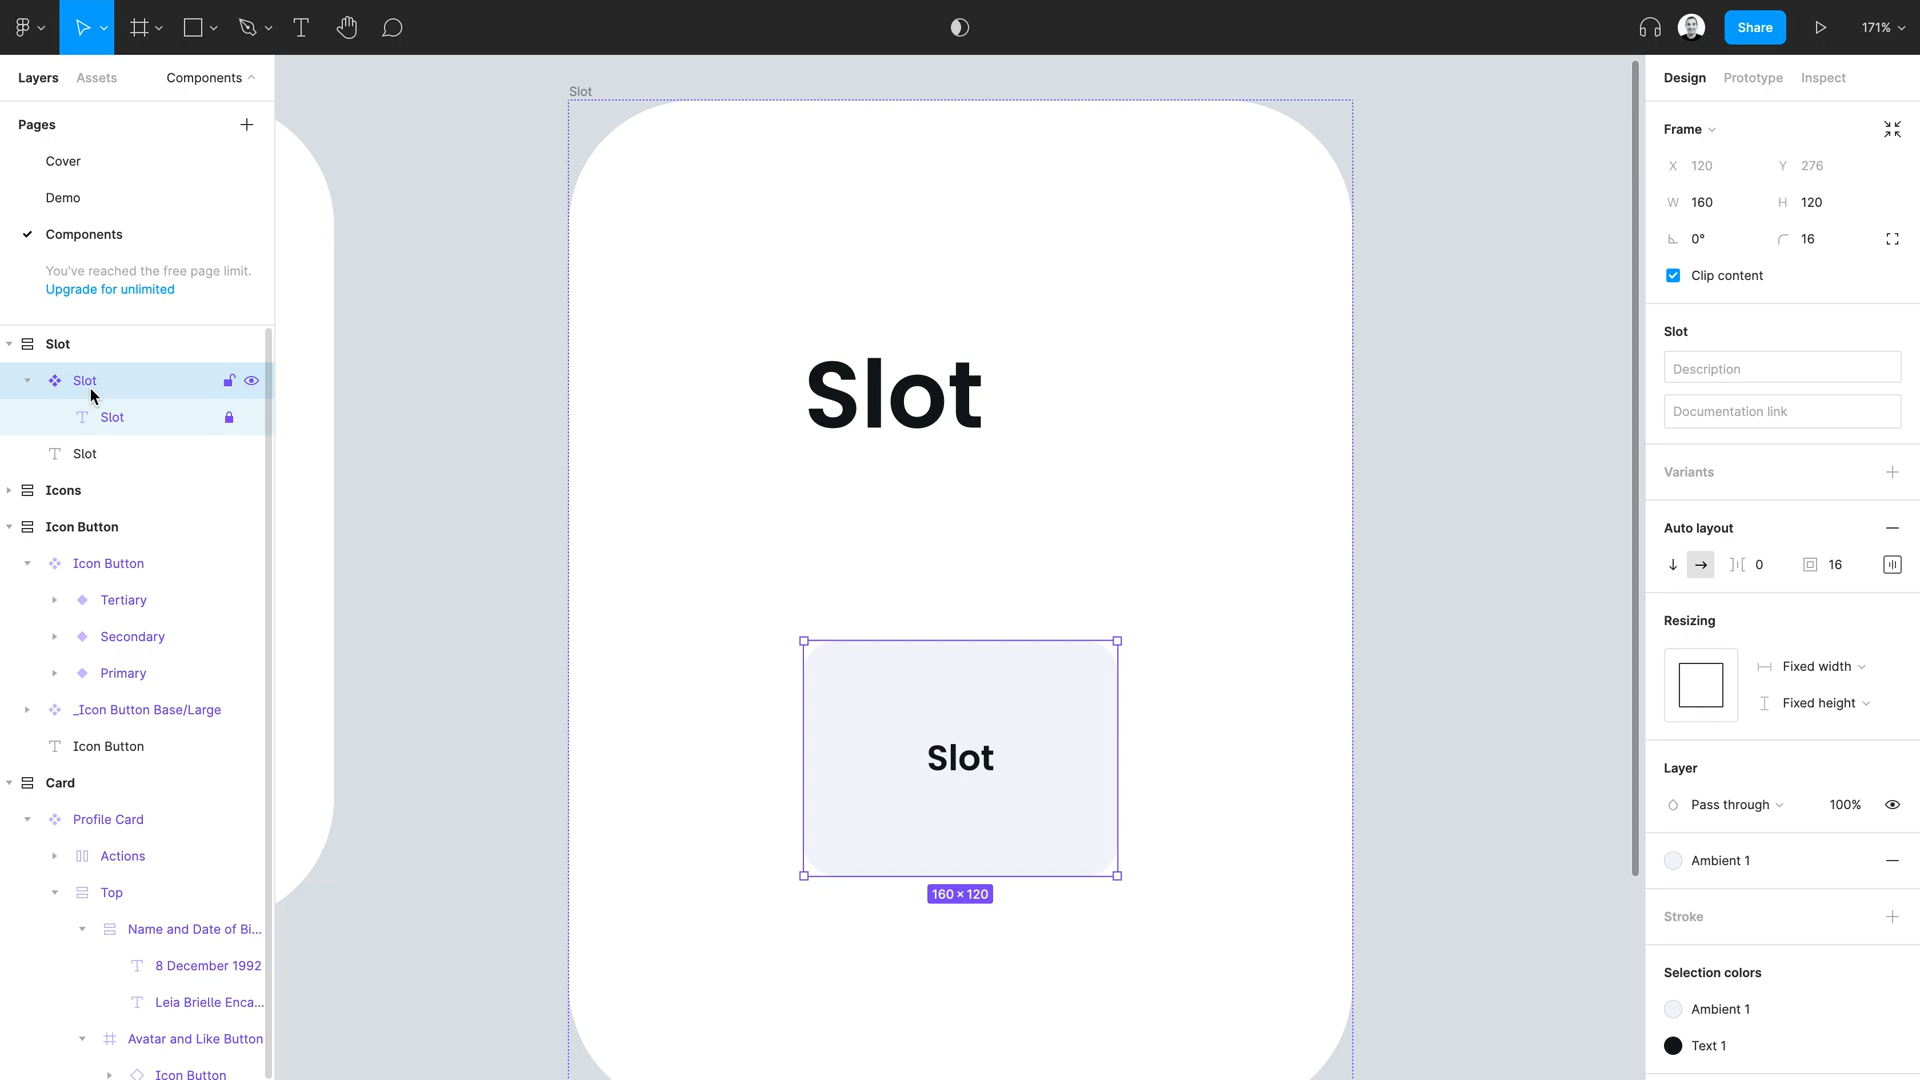 Share
171%
Layers
Assets
Components
Pages
Cover
Demo
Components
You've reached the free page limit.
Upgrade for unlimited
Slot
Slot
Slot
Slot
Icons
Icon Button
Icon Button
Tertiary
Secondary
Primary
_Icon Button Base/Large
Icon Button
Card
Profile Card
Actions
Top
Name and Date of Bi...
8 December 1992
Leia Brielle Enca...
Avatar and Like Button
Icon Button
Slot
Slot
Slot
160 × 120
Design
Prototype
Inspect
Frame
X 120
Y 276
W 160
H 120
0°
16
Clip content
Slot
Description
Documentation link
Variants
Auto layout
0
16
Resizing
Fixed width
Fixed height
Layer
Pass through
100%
Ambient 1
Stroke
Selection colors
Ambient 1
Text 1